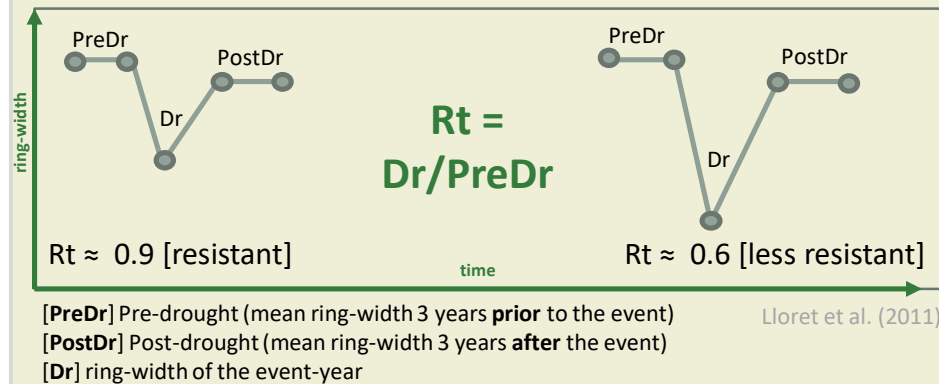 PreDr
PostDr
Dr
PreDr
PostDr
Dr
ring-width
Rt =
Dr/PreDr
Rt ≈ 0.9 [resistant]
Rt ≈ 0.6 [less resistant]
time
[PreDr] Pre-drought (mean ring-width 3 years prior to the event)
Lloret et al. (2011)
[PostDr] Post-drought (mean ring-width 3 years after the event)
[Dr] ring-width of the event-year